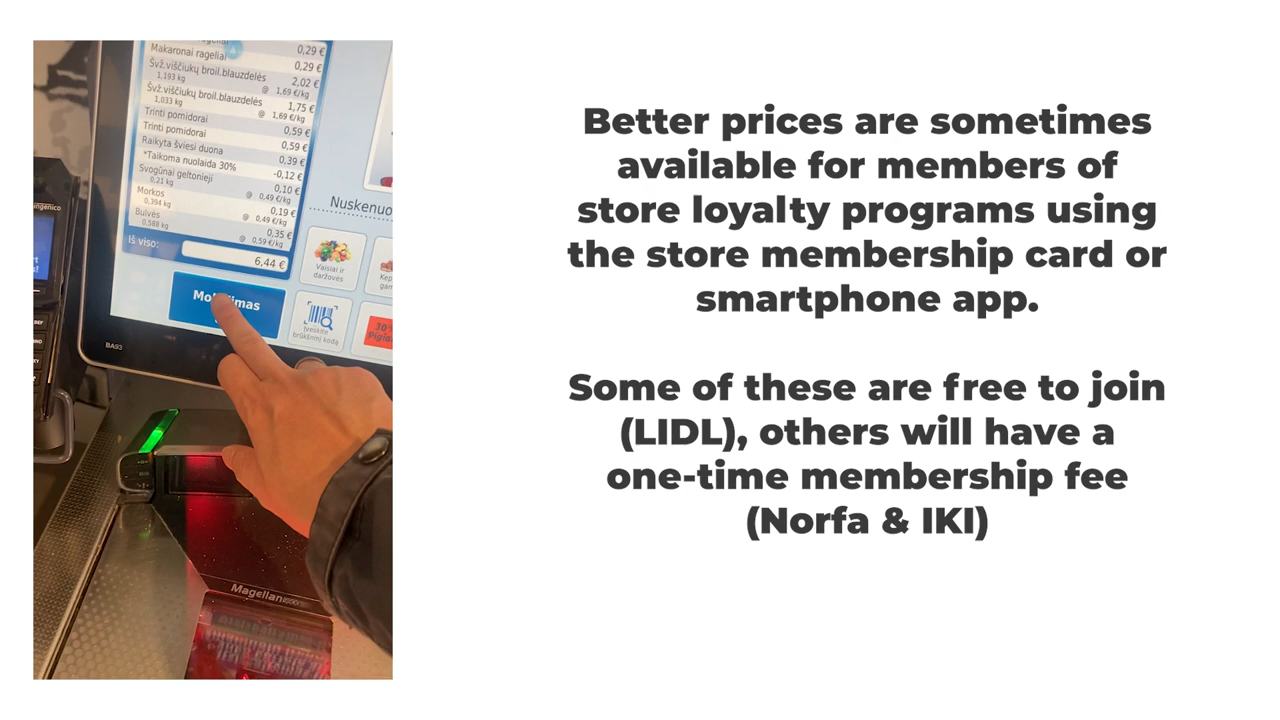 Makaronai rageliai 0,29 €
0,29 €
Švž.viščiukų broil.blauzdelės 2,02 €
1,193 kg @ 1,69 €/kg
Švž.viščiukų broil.blauzdelės 1,75 €
1,033 kg @ 1,69 €/kg
Trinti pomidorai 0,59 €
Trinti pomidorai 0,59 €
Raikyta šviesi duona 0,39 €
*Taikoma nuolaida 30% -0,12 €
Svogūnai geltonieji 0,10 €
0,21 kg @ 0,49 €/kg
Morkos 0,19 €
0,394 kg @ 0,49 €/kg
Bulvės 0,35 €
0,588 kg @ 0,59 €/kg
Iš viso: 6,44 €
Nuskenuo
Vaisiai ir
daržovės
Įveskite
brūkšninį kodą
30%
BA93
ingenico
Magellan
Better prices are sometimes
available for members of
store loyalty programs using
the store membership card or
smartphone app.
Some of these are free to join
(LIDL), others will have a
one-time membership fee
(Norfa & IKI)